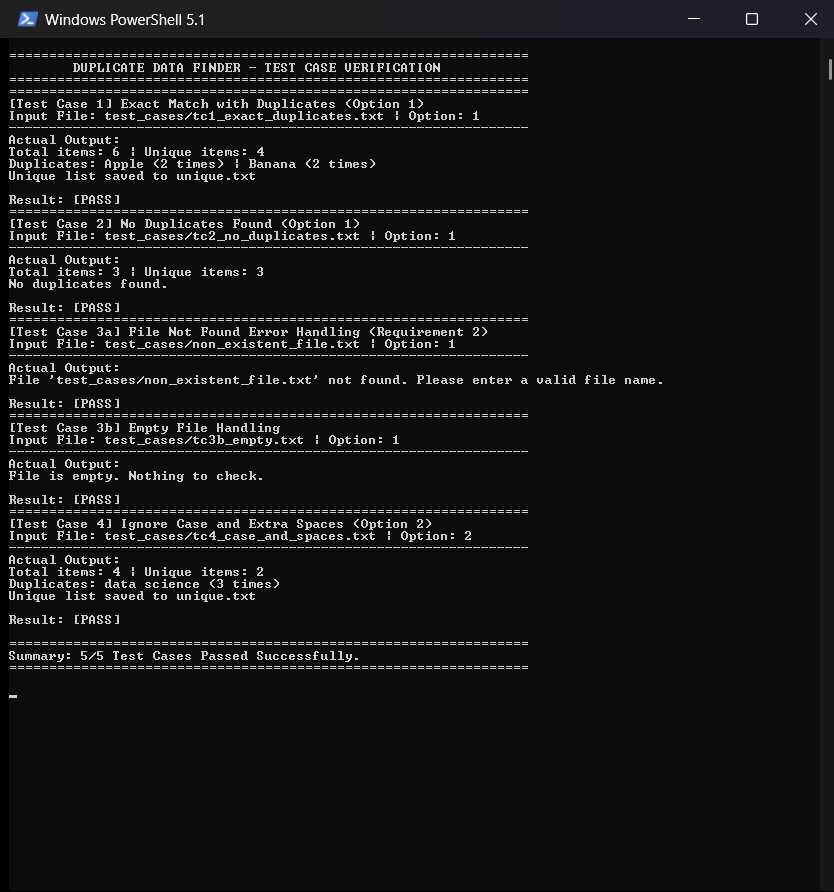 Windows PowerShell 5.1
=================================================================
DUPLICATE DATA FINDER - TEST CASE VERIFICATION
=================================================================
=================================================================
[Test Case 1] Exact Match with Duplicates (Option 1)
Input File: test_cases/tc1_exact_duplicates.txt | Option: 1
-----------------------------------------------------------------
Actual Output:
Total items: 6 | Unique items: 4
Duplicates: Apple (2 times) | Banana (2 times)
Unique list saved to unique.txt
Result: [PASS]
=================================================================
[Test Case 2] No Duplicates Found (Option 1)
Input File: test_cases/tc2_no_duplicates.txt | Option: 1
-----------------------------------------------------------------
Actual Output:
Total items: 3 | Unique items: 3
No duplicates found.
Result: [PASS]
=================================================================
[Test Case 3a] File Not Found Error Handling (Requirement 2)
Input File: test_cases/non_existent_file.txt | Option: 1
-----------------------------------------------------------------
Actual Output:
File 'test_cases/non_existent_file.txt' not found. Please enter a valid file name.
Result: [PASS]
=================================================================
[Test Case 3b] Empty File Handling
Input File: test_cases/tc3b_empty.txt | Option: 1
-----------------------------------------------------------------
Actual Output:
File is empty. Nothing to check.
Result: [PASS]
=================================================================
[Test Case 4] Ignore Case and Extra Spaces (Option 2)
Input File: test_cases/tc4_case_and_spaces.txt | Option: 2
-----------------------------------------------------------------
Actual Output:
Total items: 4 | Unique items: 2
Duplicates: data science (3 times)
Unique list saved to unique.txt
Result: [PASS]
=================================================================
Summary: 5/5 Test Cases Passed Successfully.
=================================================================